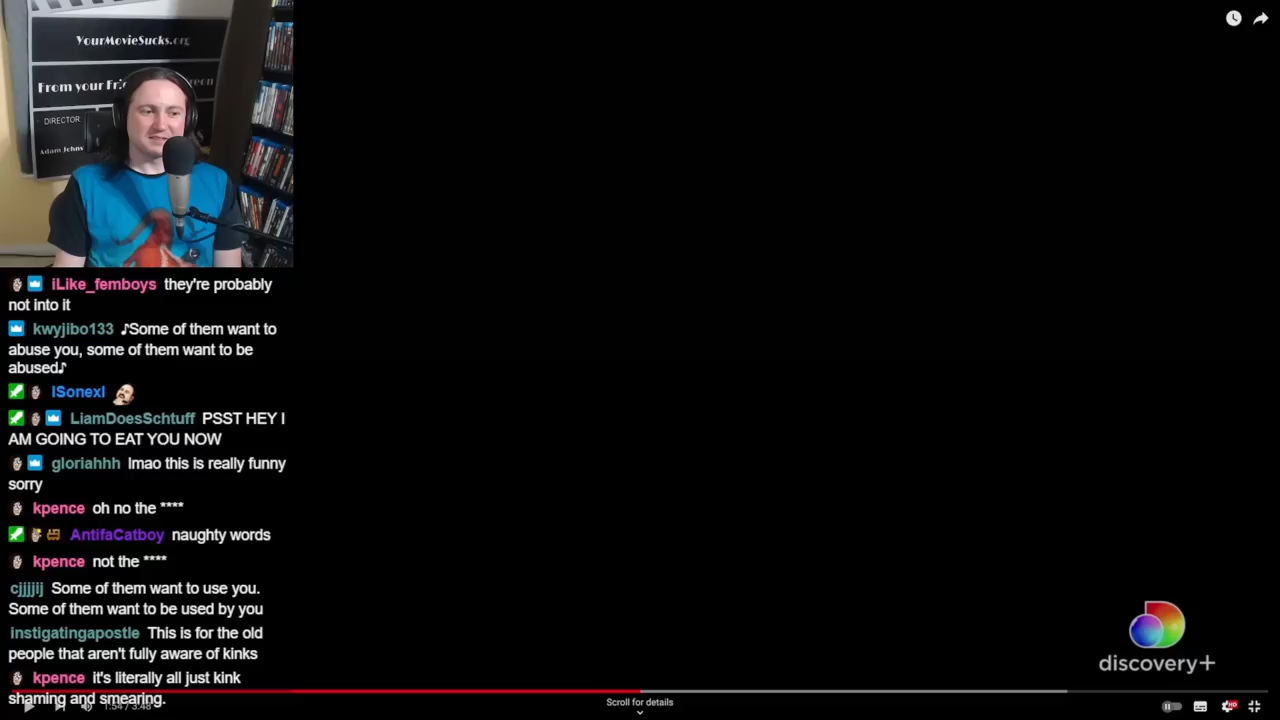 YourMovieSucks.org
From your Fr
DIRECTOR
Adam Johns
iLike_femboys they're probably
not into it
kwyjibo133 ♪Some of them want to
abuse you, some of them want to be
abused♪
lSonexl
LiamDoesSchtuff PSST HEY I
AM GOING TO EAT YOU NOW
gloriahhh lmao this is really funny
sorry
kpence oh no the ****
AntifaCatboy naughty words
kpence not the ****
cjjjjij Some of them want to use you.
Some of them want to be used by you
instigatingapostle This is for the old
people that aren't fully aware of kinks
kpence it's literally all just kink
shaming and smearing.
discovery+
1:54 / 3:48
Scroll for details
HD